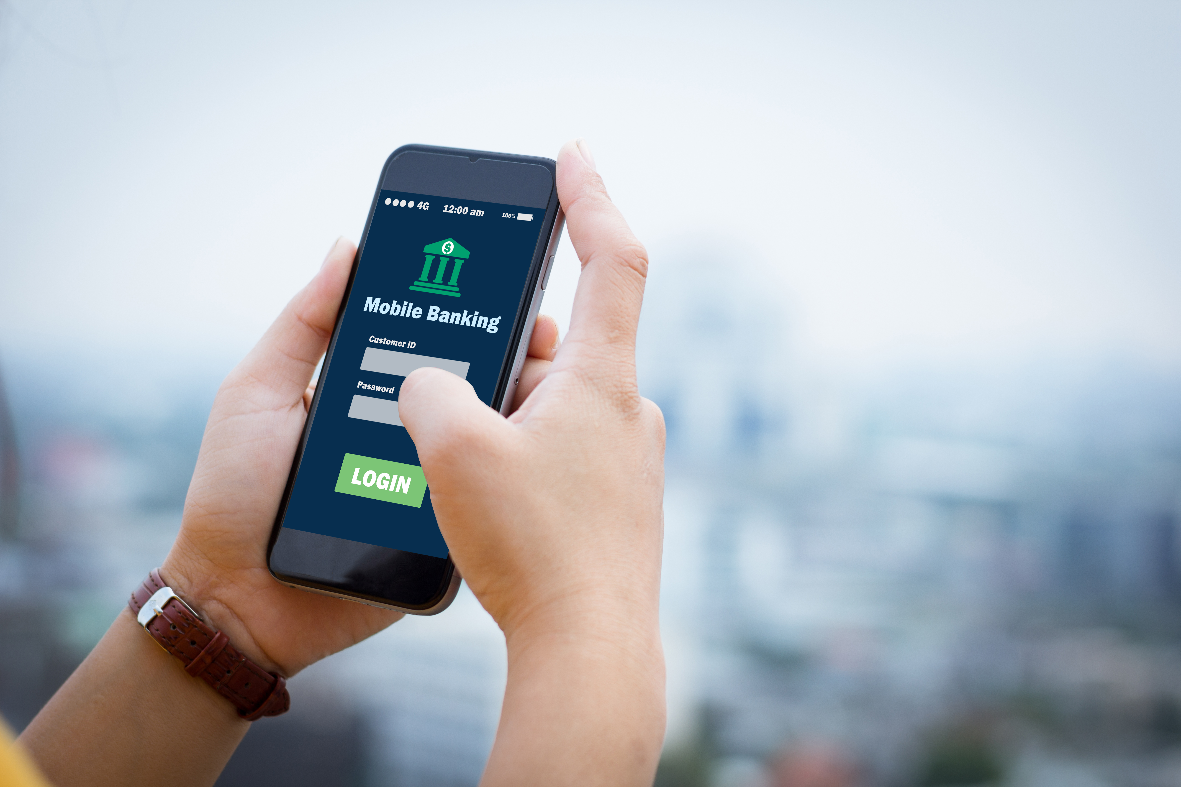 4G 12:00 am 100%
$
Mobile Banking
Customer ID
Password
LOGIN